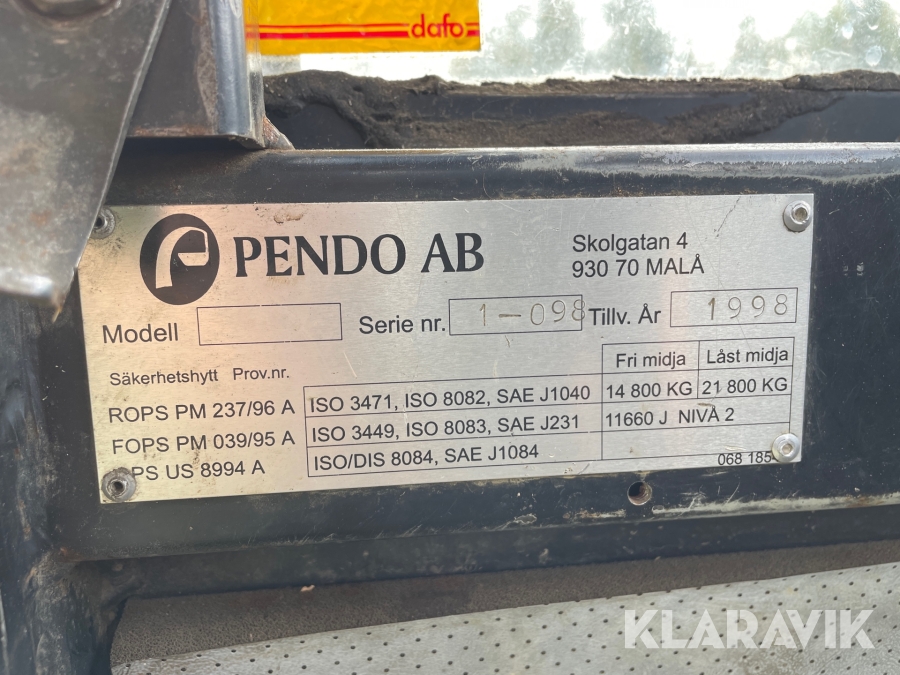 dafo
PENDO AB
Skolgatan 4
930 70 MALÅ
Modell
Serie nr. 1-098
Tillv. År 1998
Säkerhetshytt Prov.nr.
Fri midja Låst midja
ROPS PM 237/96 A ISO 3471, ISO 8082, SAE J1040 14 800 KG 21 800 KG
FOPS PM 039/95 A ISO 3449, ISO 8083, SAE J231 11660 J NIVÅ 2
PS US 8994 A ISO/DIS 8084, SAE J1084
068 185
KLARAVIK